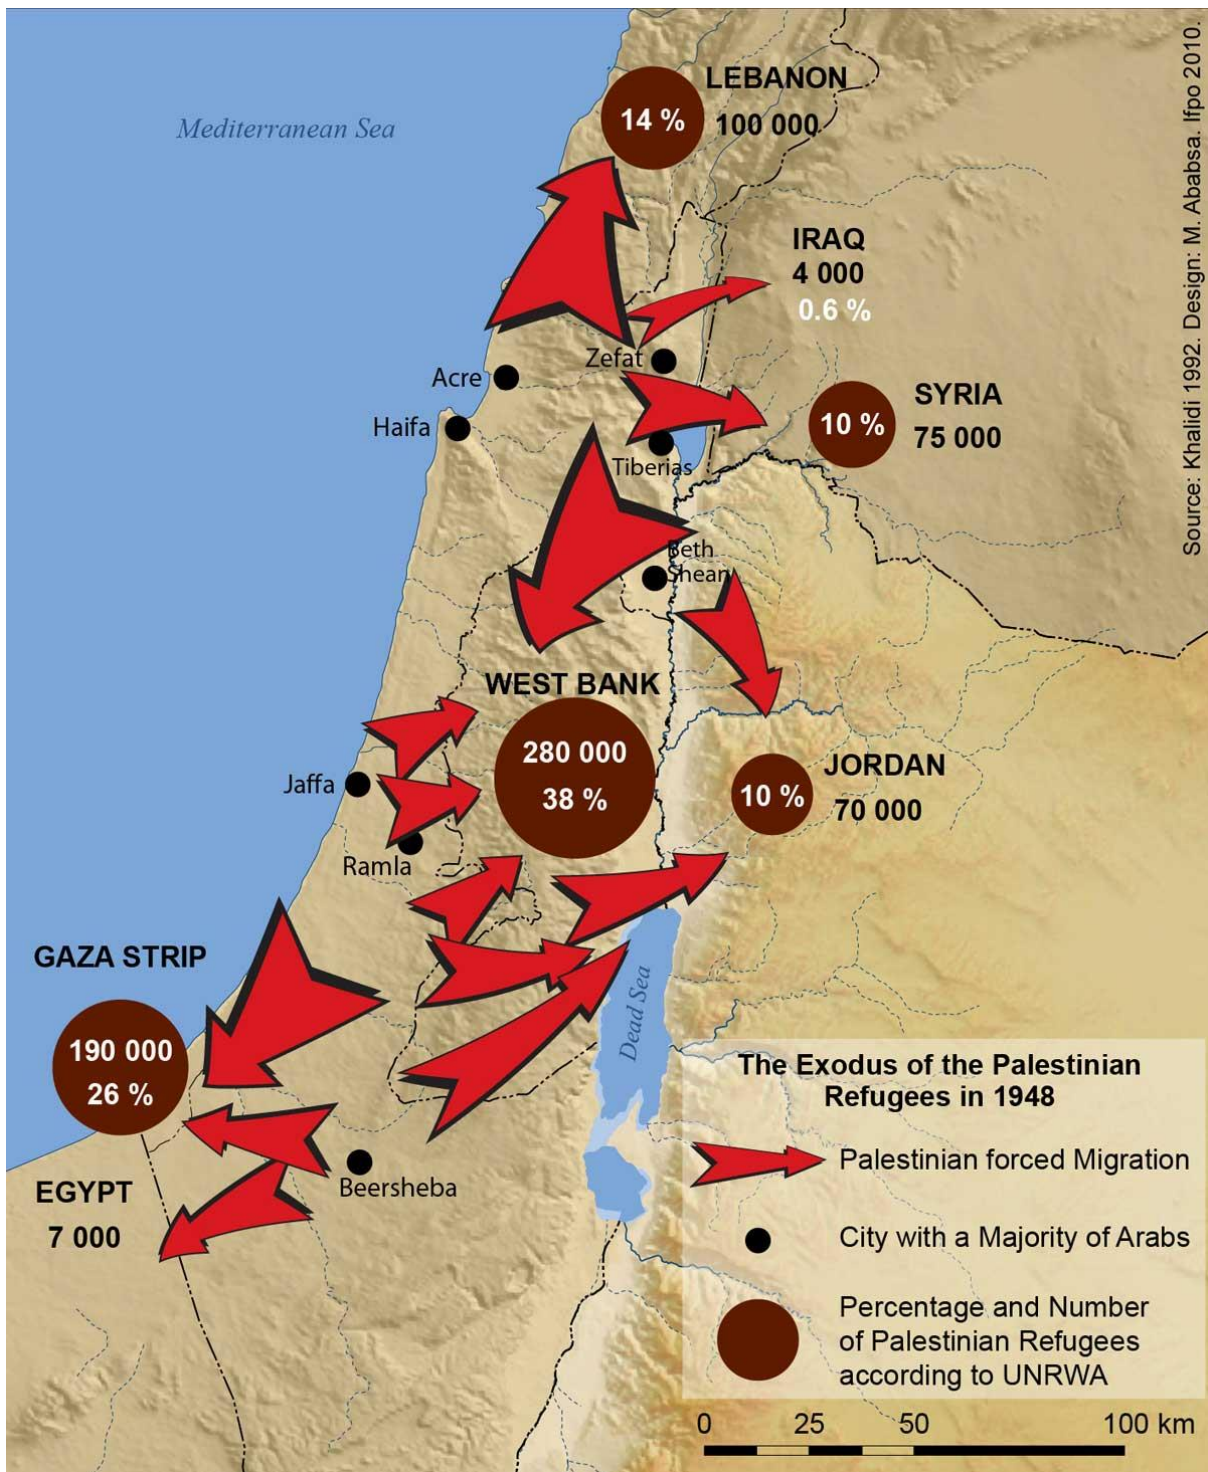 LEBANON
14 %
100 000
Mediterranean Sea
IRAQ
4 000
0.6 %
Zefat
Acre
SYRIA
10 %
75 000
Haifa
Tiberias
Beth
Shean
WEST BANK
280 000
38 %
JORDAN
10 %
70 000
Jaffa
Ramla
GAZA STRIP
190 000
26 %
Dead Sea
EGYPT
7 000
Beersheba
The Exodus of the Palestinian
Refugees in 1948
Palestinian forced Migration
City with a Majority of Arabs
Percentage and Number
of Palestinian Refugees
according to UNRWA
0 25 50 100 km
Source: Khalidi 1992. Design: M. Ababsa. Ifpo 2010.